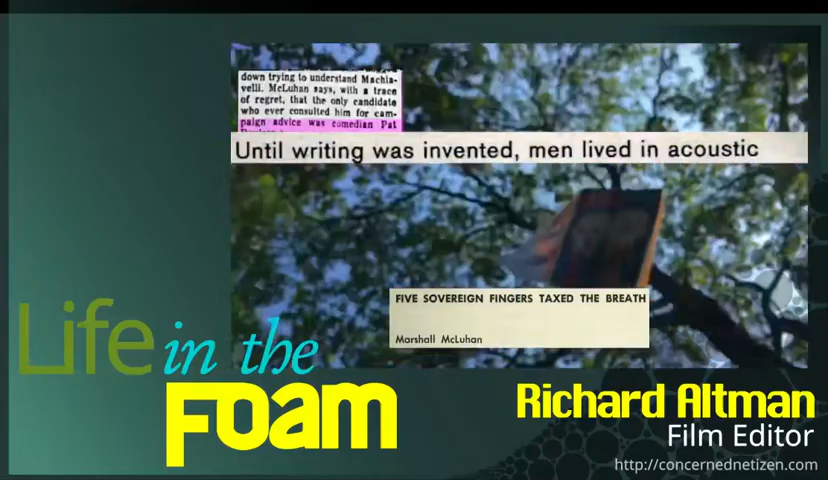 down trying to understand Machia-
velli. McLuhan says, with a trace
of regret, that the only candidate
who ever consulted him for cam-
paign advice was comedian Pat
Until writing was invented, men lived in acoustic
FIVE SOVEREIGN FINGERS TAXED THE BREATH
Marshall McLuhan
Life in the
FOam
Richard Altman
Film Editor
http://concernednetizen.com